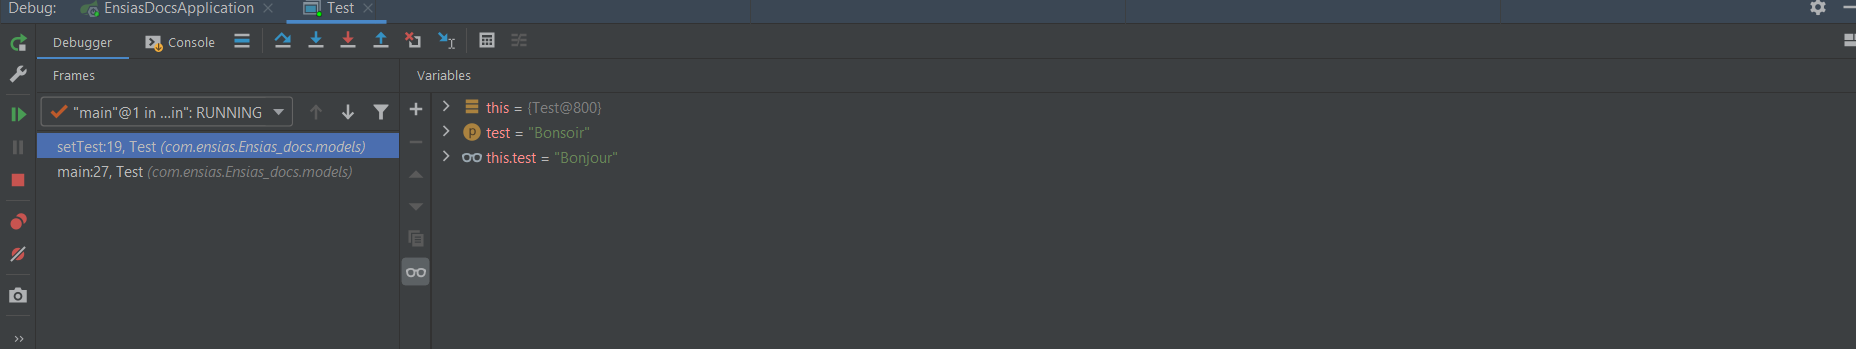 Debug: EnsiasDocsApplication Test
Debugger Console
Frames
Variables
"main"@1 in ...in": RUNNING
setTest:19, Test (com.ensias.Ensias_docs.models)
main:27, Test (com.ensias.Ensias_docs.models)
this = {Test@800}
p test = "Bonsoir"
this.test = "Bonjour"